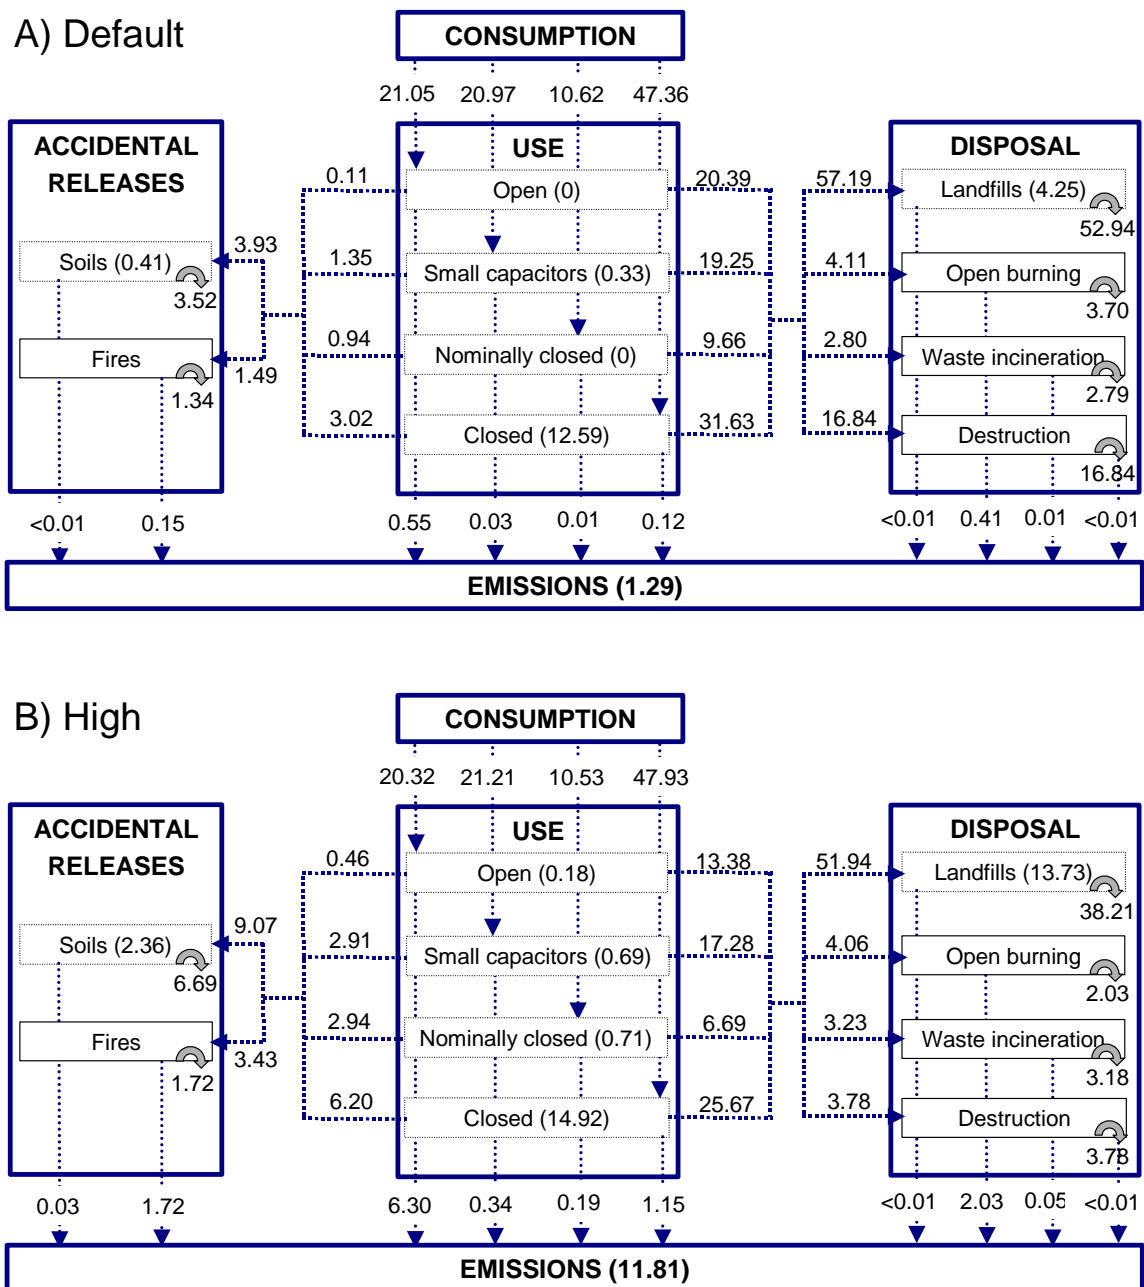 A) Default
CONSUMPTION
21.05 20.97 10.62 47.36
ACCIDENTAL
RELEASES
USE
DISPOSAL
0.11 Open (0) 20.39 57.19 Landfills (4.25)
52.94
Soils (0.41) 3.93 1.35 Small capacitors (0.33) 19.25 4.11 Open burning
3.52 3.70
Fires 1.49 0.94 Nominally closed (0) 9.66 2.80 Waste incineration
1.34 2.79
3.02 Closed (12.59) 31.63 16.84 Destruction
16.84
<0.01 0.15 0.55 0.03 0.01 0.12 <0.01 0.41 0.01 <0.01
EMISSIONS (1.29)
B) High
CONSUMPTION
20.32 21.21 10.53 47.93
ACCIDENTAL
RELEASES
USE
DISPOSAL
0.46 Open (0.18) 13.38 51.94 Landfills (13.73)
38.21
Soils (2.36) 9.07 2.91 Small capacitors (0.69) 17.28 4.06 Open burning
6.69 2.03
Fires 3.43 2.94 Nominally closed (0.71) 6.69 3.23 Waste incineration
1.72 3.18
6.20 Closed (14.92) 25.67 3.78 Destruction
3.78
0.03 1.72 6.30 0.34 0.19 1.15 <0.01 2.03 0.05 <0.01
EMISSIONS (11.81)